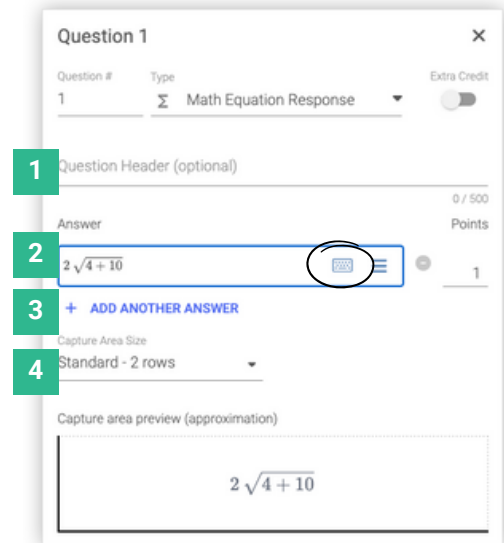 Question 1
Question # Type Extra Credit
1 Σ Math Equation Response
1 Question Header (optional)
0 / 500
Answer Points
2 2√4 + 10 1
3 + ADD ANOTHER ANSWER
Capture Area Size
4 Standard - 2 rows
Capture area preview (approximation)
2√4 + 10